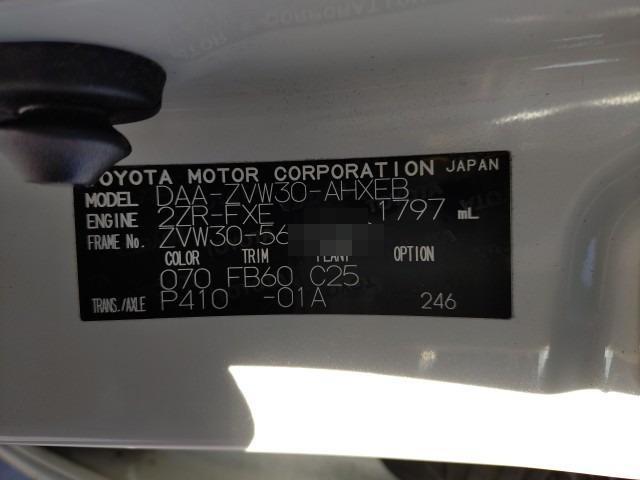 TOYOTA MOTOR CORPORATION JAPAN
MODEL DAA-ZVW30-AHXEB
ENGINE 2ZR-FXE 1797 mL
FRAME No. ZVW30-56
COLOR TRIM PLANT OPTION
070 FB60 C25
TRANS./AXLE P410 -01A 246